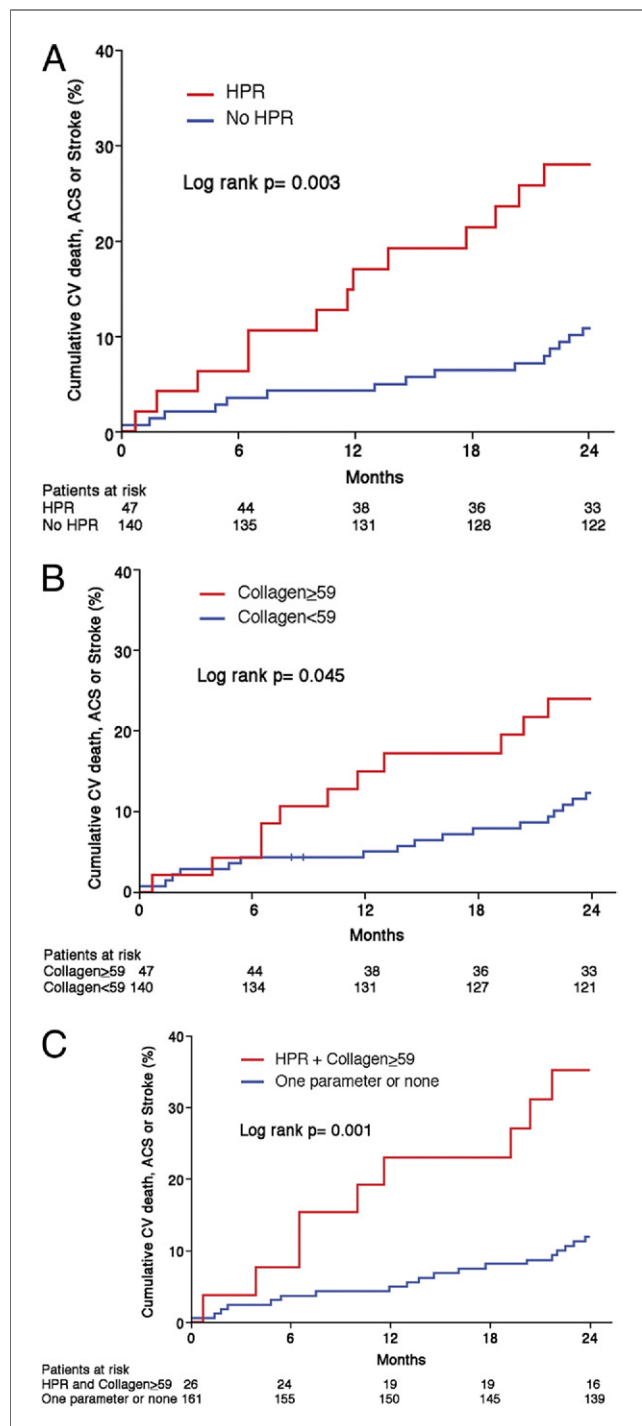 A
Cumulative CV death, ACS or Stroke (%)
40
30
20
10
0
HPR
No HPR
Log rank p= 0.003
0 6 12 18 24
Months
Patients at risk
HPR 47 44 38 36 33
No HPR 140 135 131 128 122
B
Cumulative CV death, ACS or Stroke (%)
40
30
20
10
0
Collagen≥59
Collagen<59
Log rank p= 0.045
0 6 12 18 24
Months
Patients at risk
Collagen≥59 47 44 38 36 33
Collagen<59 140 134 131 127 121
C
Cumulative CV death, ACS or Stroke (%)
40
30
20
10
0
HPR + Collagen≥59
One parameter or none
Log rank p= 0.001
0 6 12 18 24
Months
Patients at risk
HPR and Collagen≥59 26 24 19 19 16
One parameter or none 161 155 150 145 139